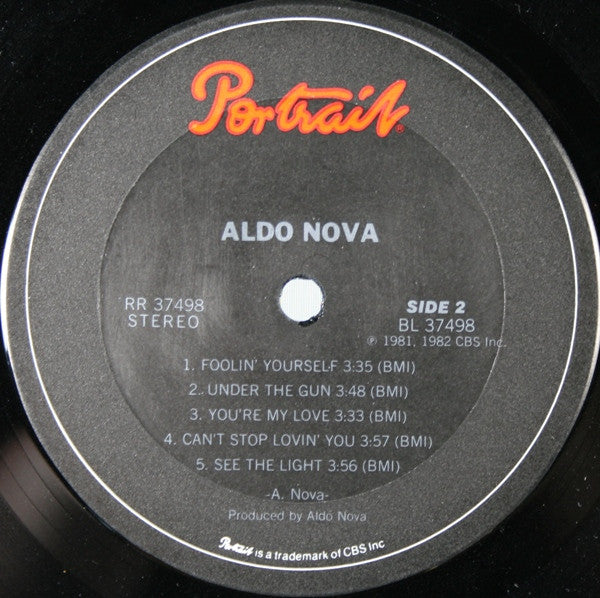 Portrait®
ALDO NOVA
RR 37498
STEREO
SIDE 2
BL 37498
℗ 1981, 1982 CBS Inc.
1. FOOLIN' YOURSELF 3:35 (BMI)
2. UNDER THE GUN 3:48 (BMI)
3. YOU'RE MY LOVE 3:33 (BMI)
4. CAN'T STOP LOVIN' YOU 3:57 (BMI)
5. SEE THE LIGHT 3:56 (BMI)
-A. Nova-
Produced by Aldo Nova
Portrait is a trademark of CBS Inc